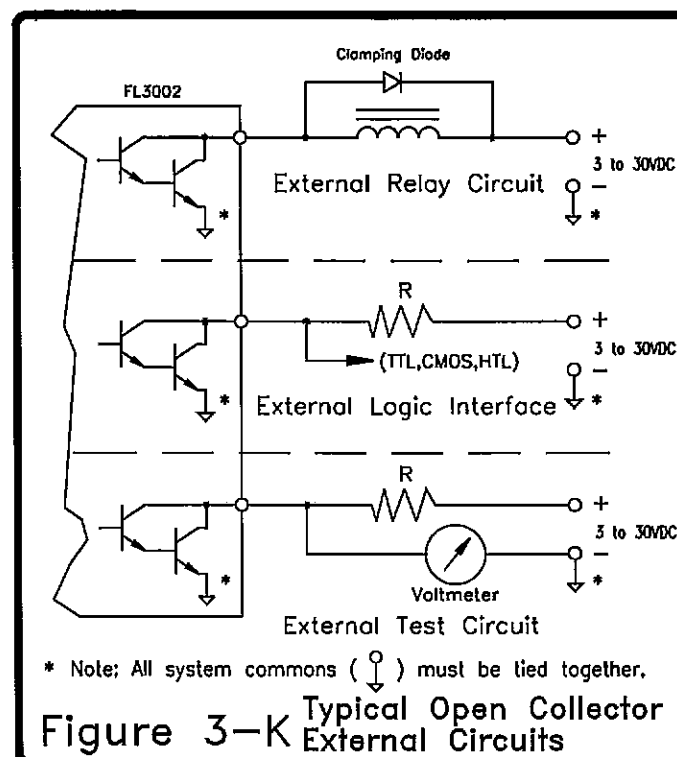 Clamping Diode
FL3002
+
3 to 30VDC
External Relay Circuit
-
*
*
R
+
3 to 30VDC
(TTL,CMOS,HTL)
-
External Logic Interface
*
*
R
+
3 to 30VDC
-
*
*
Voltmeter
External Test Circuit
* Note: All system commons ( ) must be tied together.
Figure 3-K Typical Open Collector
External Circuits